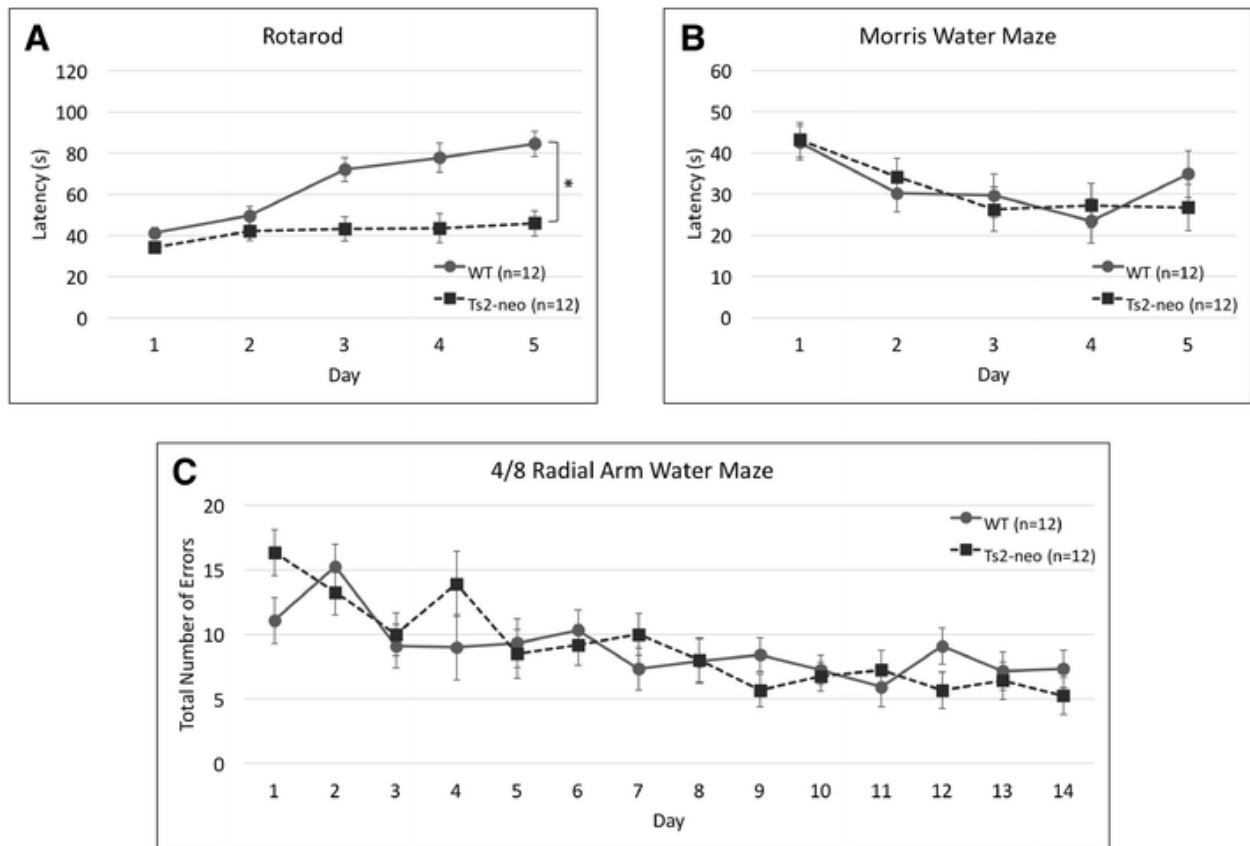 A
Rotarod
120
100
80
60
40
20
0
Latency (s)
*
WT (n=12)
Ts2-neo (n=12)
1 2 3 4 5
Day
B
Morris Water Maze
60
50
40
30
20
10
0
Latency (s)
WT (n=12)
Ts2-neo (n=12)
1 2 3 4 5
Day
C
4/8 Radial Arm Water Maze
20
15
10
5
0
Total Number of Errors
WT (n=12)
Ts2-neo (n=12)
1 2 3 4 5 6 7 8 9 10 11 12 13 14
Day